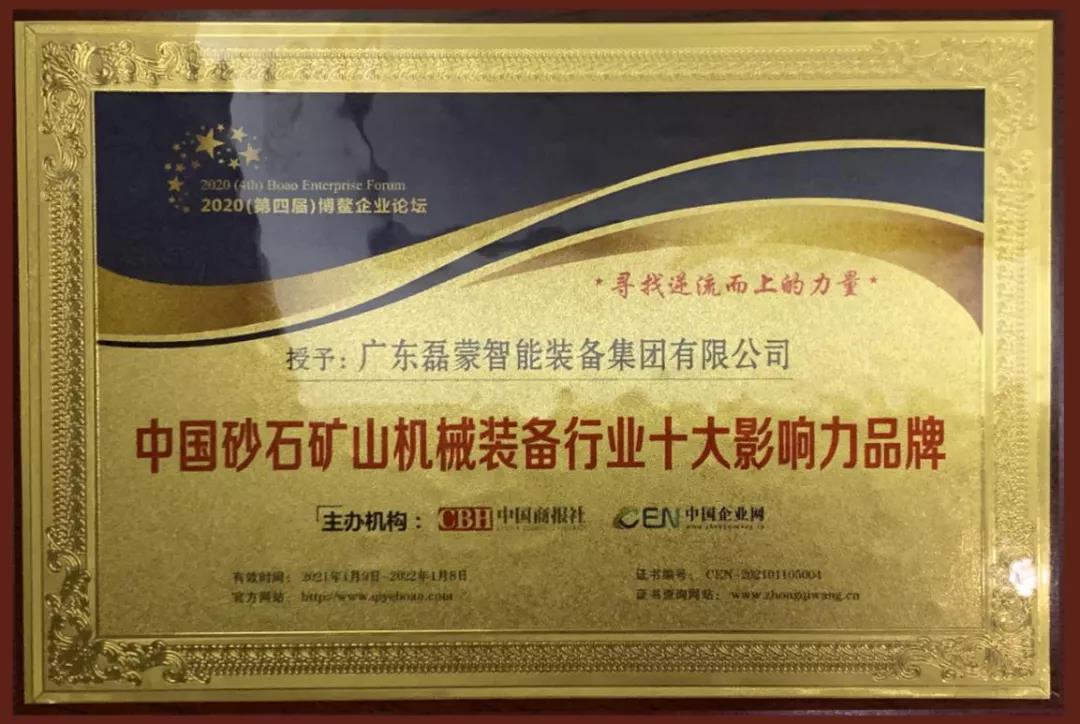 2020 (4th) Boao Enterprise Forum
2020(第四届)博鳌企业论坛
*寻找逆流而上的力量*
授予：广东磊蒙智能装备集团有限公司
中国砂石矿山机械装备行业十大影响力品牌
主办机构： CBH 中国商报社 CEN 中国企业网
有效时间：2021年1月9日-2022年1月8日
证书编号：CEN-202101105004
官方网站：http://www.qiyeboao.com
证书查询网站：www.zhongqiwang.cn